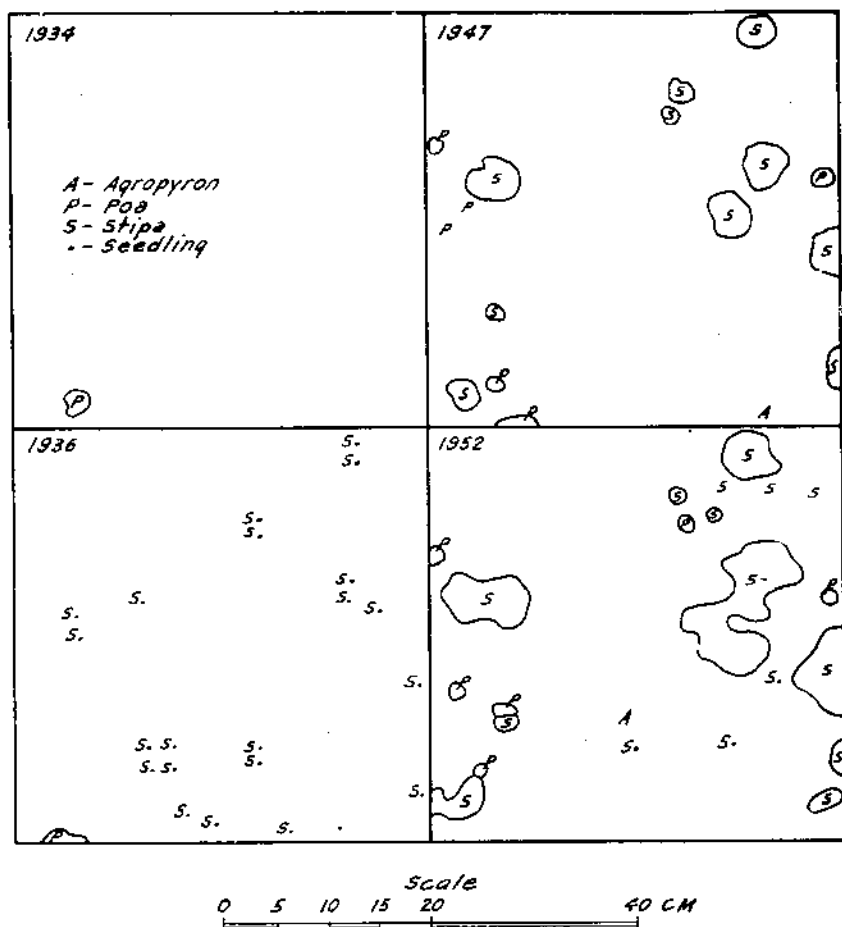 1934
A- Agropyron
P- Poa
S- Stipa
.- Seedling
P
1947
S
S
S
P
S
S
P
P
S
P
S
S
S
P
S
P
A
1936
S.
S.
S.
S.
S.
S. S.
S.
S.
S.
S.
S. S. S.
S. S. S.
S.
S.
S.
S.
P
1952
S
S S S
S
P S
P
S-
P
S
S
S.
P
P
A
S
S. S.
S
P
S S
Scale
0 5 10 15 20 40 CM